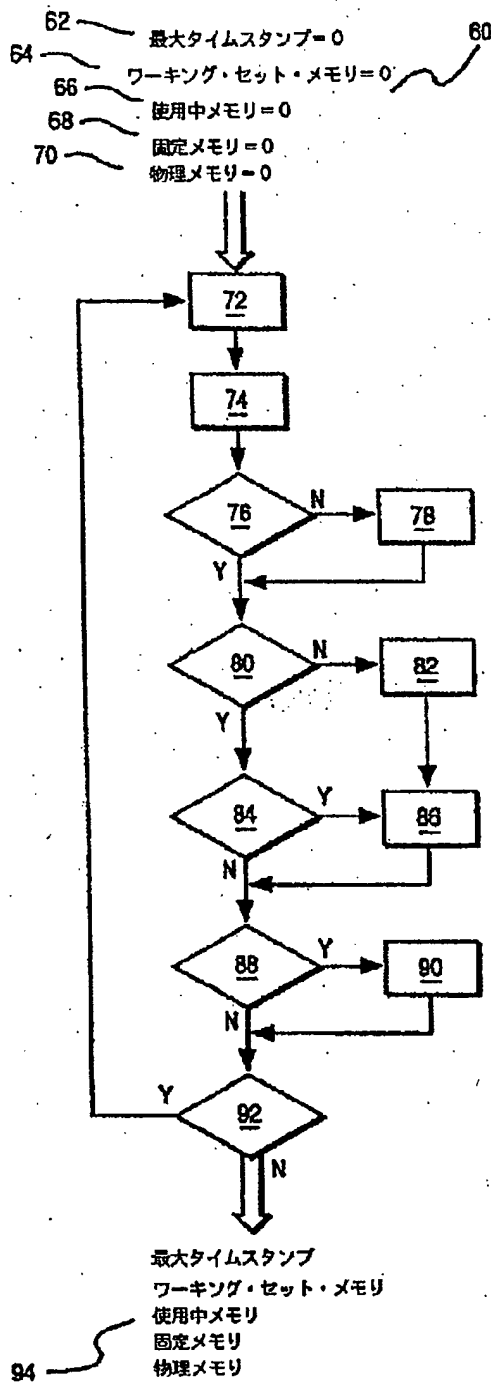 62 最大タイムスタンプ=0
60
64 ワーキング・セット・メモリ=0
66 使用中メモリ=0
68 固定メモリ=0
70 物理メモリ=0
72
74
76 N 78
Y
80 N 82
Y
84 Y 86
N
88 Y 90
N
Y 92
N
最大タイムスタンプ
ワーキング・セット・メモリ
使用中メモリ
固定メモリ
94 物理メモリ